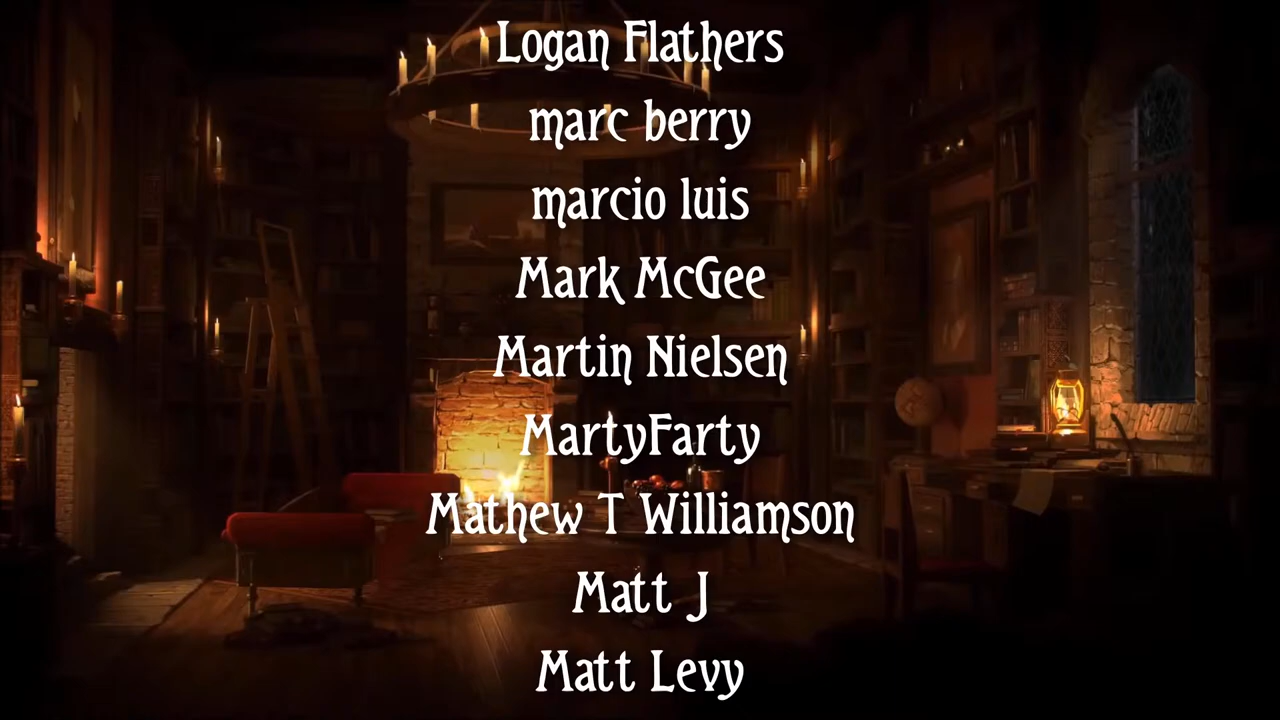 Logan Flathers
marc berry
marcio luis
Mark McGee
Martin Nielsen
MartyFarty
Mathew T Williamson
Matt J
Matt Levy